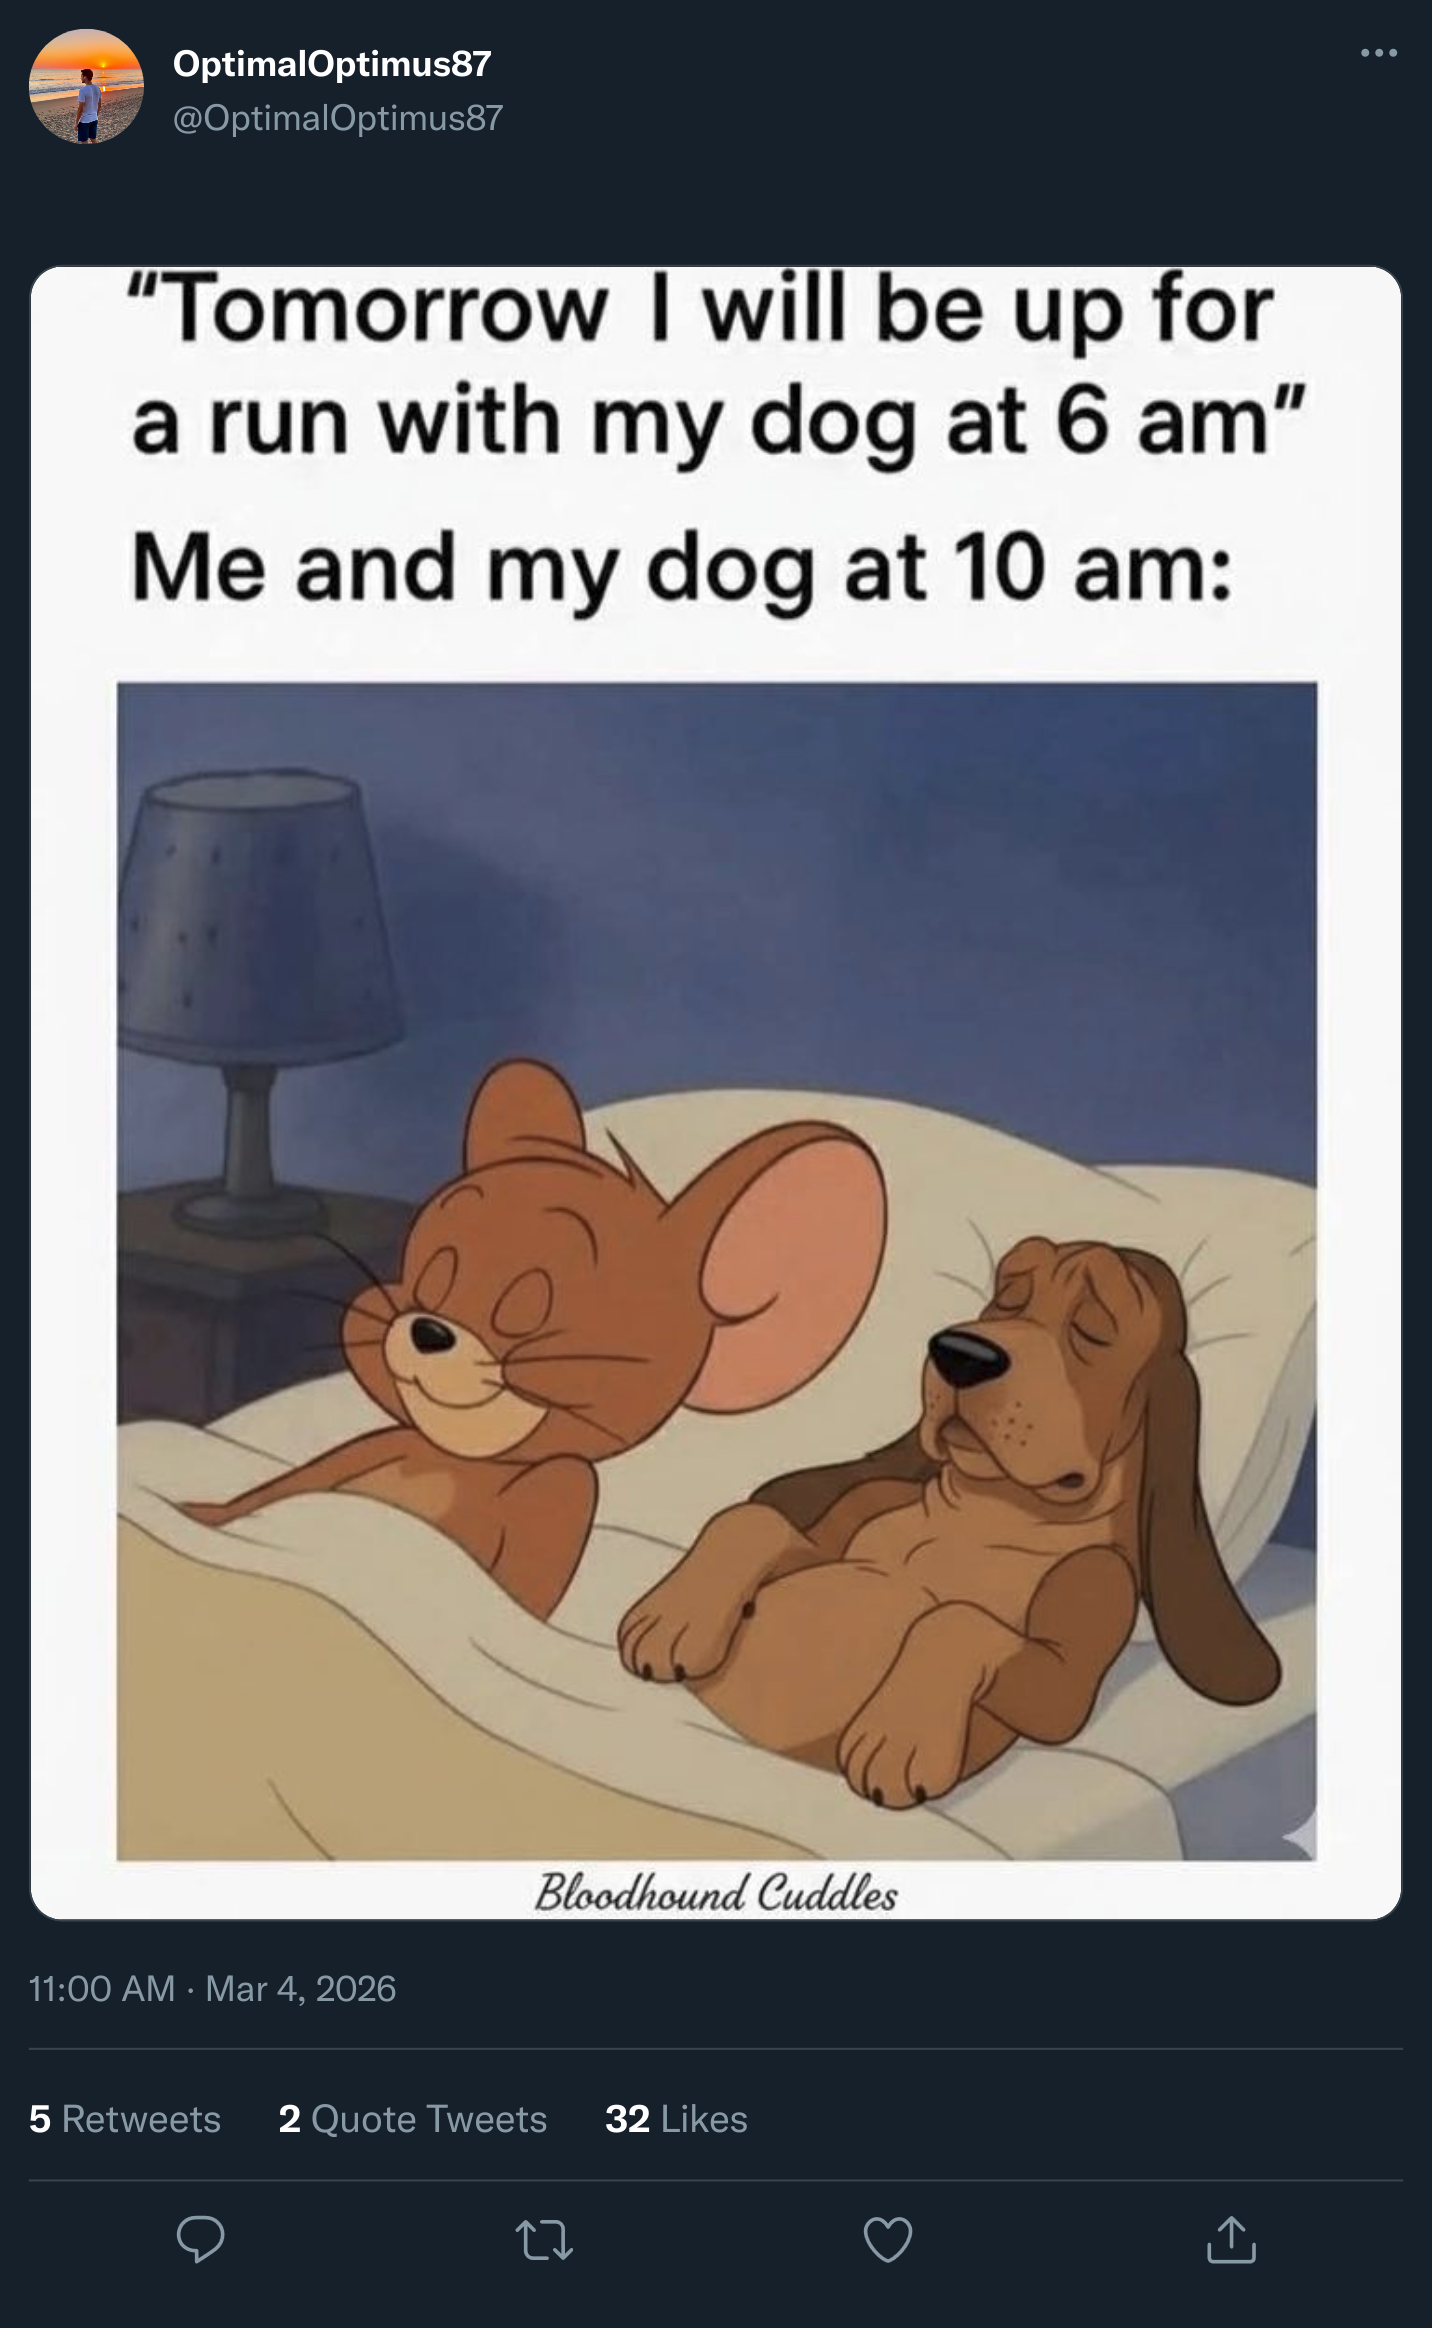 OptimalOptimus87
@OptimalOptimus87
“Tomorrow I will be up for
a run with my dog at 6 am”
Me and my dog at 10 am:
Bloodhound Cuddles
11:00 AM · Mar 4, 2026
5 Retweets 2 Quote Tweets 32 Likes